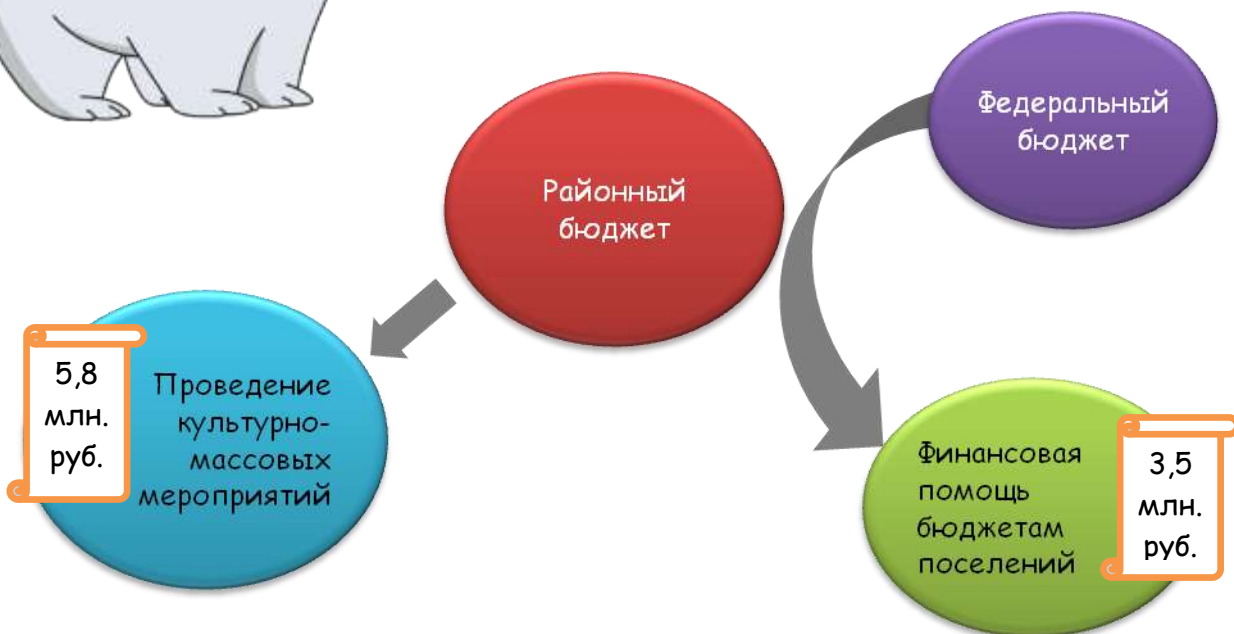 Федеральный
бюджет
Районный
бюджет
5,8
млн.
руб.
Проведение
культурно-
массовых
мероприятий
Финансовая
помощь
бюджетам
поселений
3,5
млн.
руб.